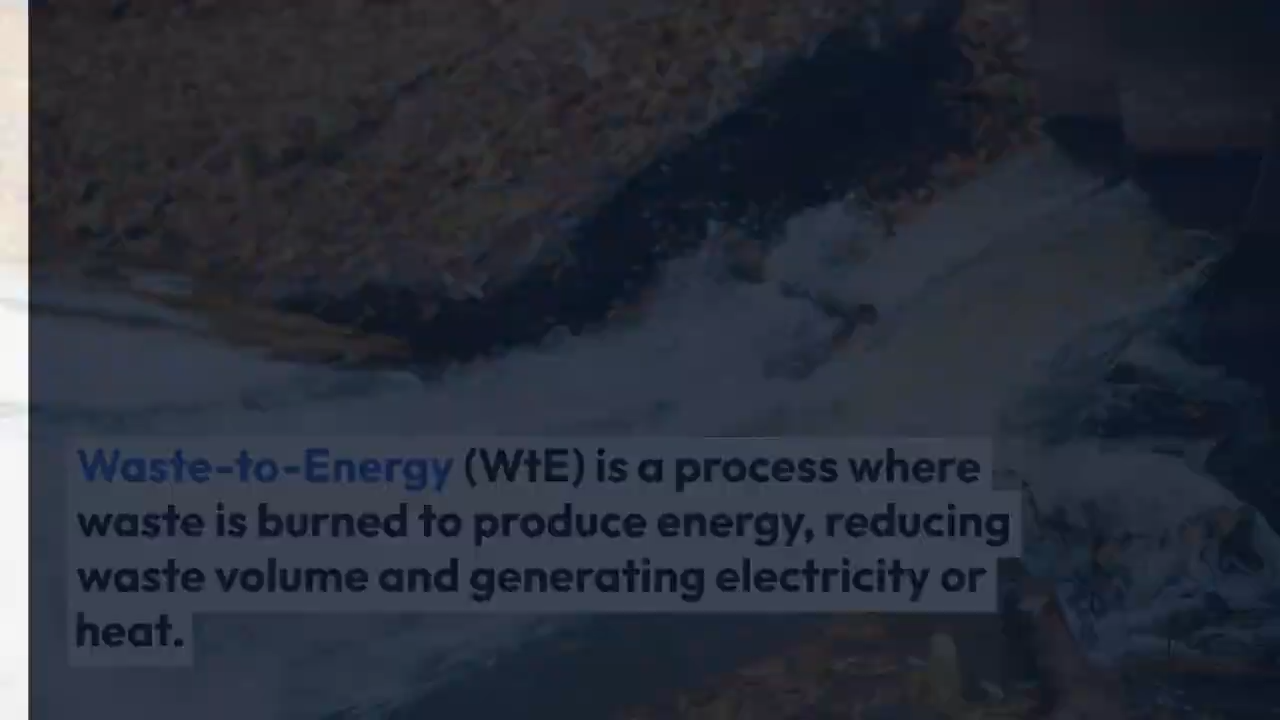 Waste-to-Energy (WtE) is a process where
waste is burned to produce energy, reducing
waste volume and generating electricity or
heat.